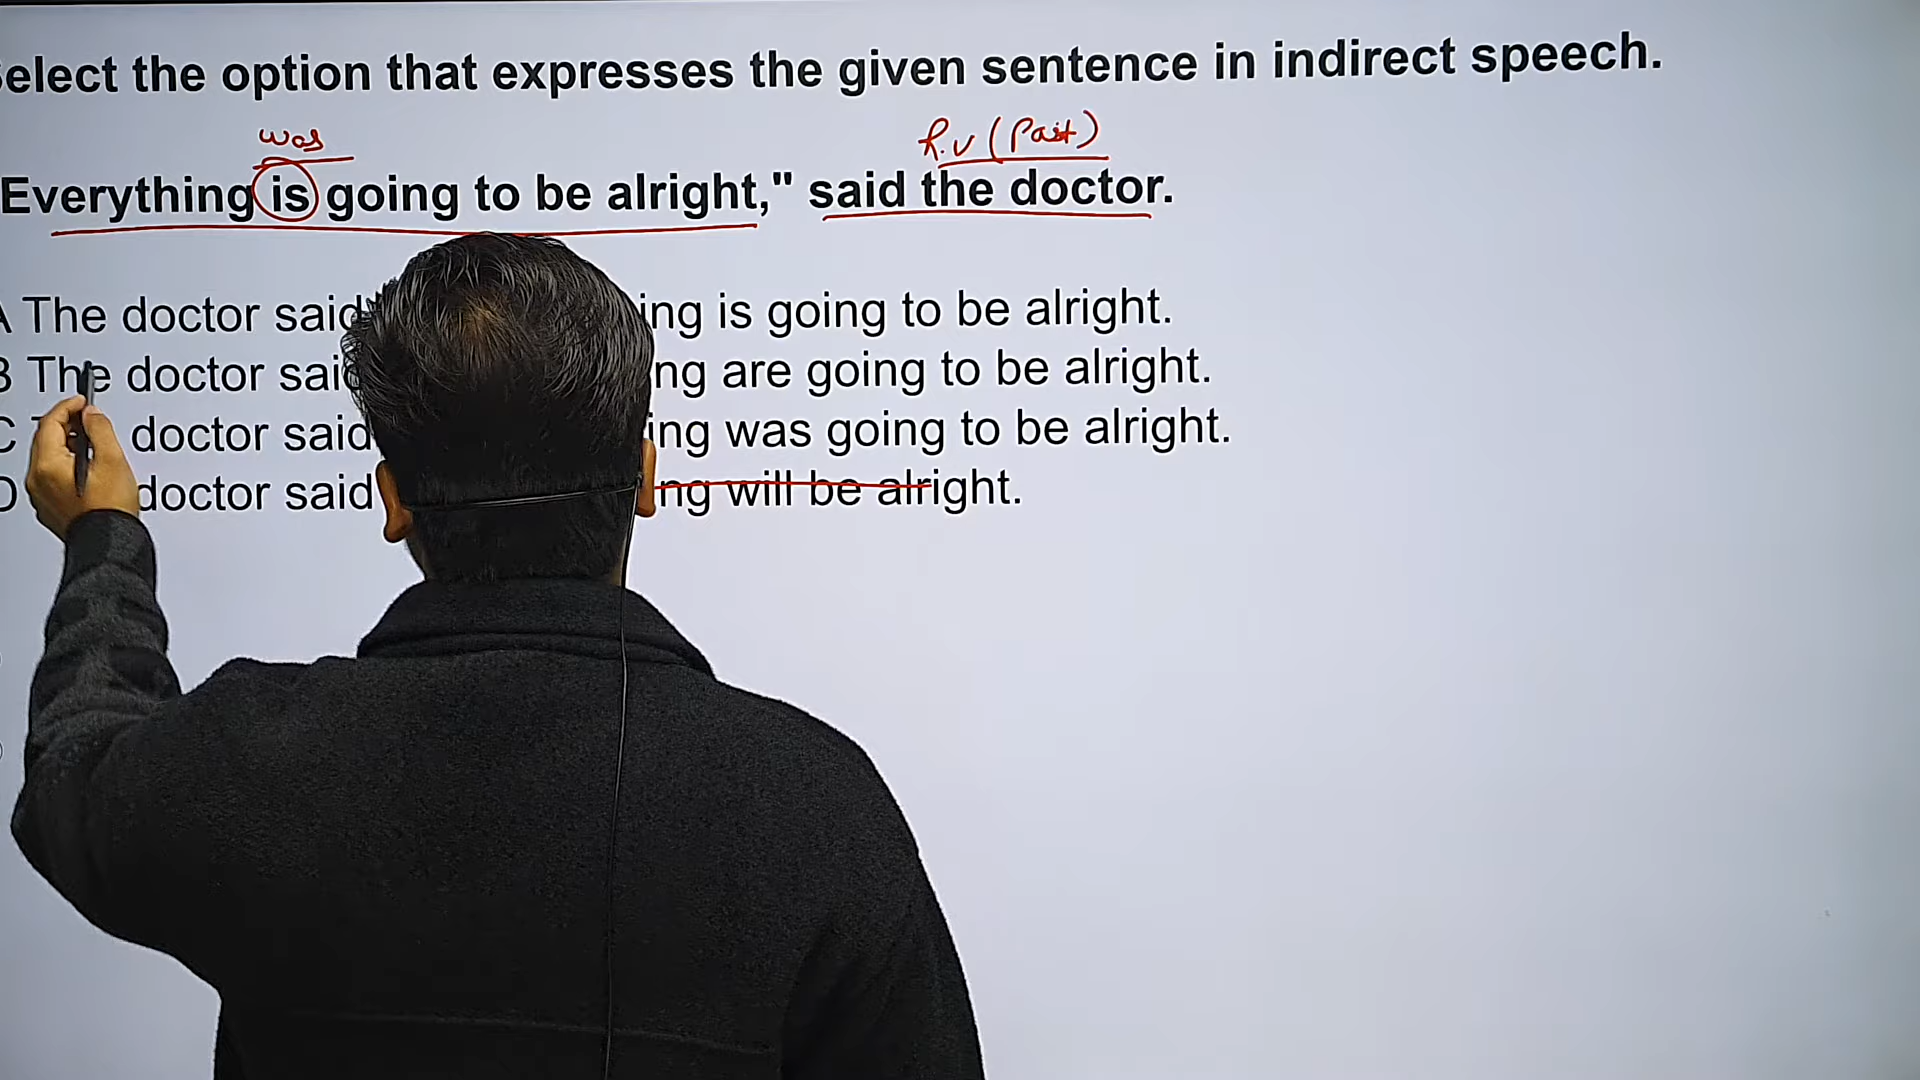 elect the option that expresses the given sentence in indirect speech.
was
R.V (Past)
Everything is going to be alright," said the doctor.
A The doctor said ing is going to be alright.
B The doctor said ng are going to be alright.
C doctor said ing was going to be alright.
D doctor said ng will be alright.